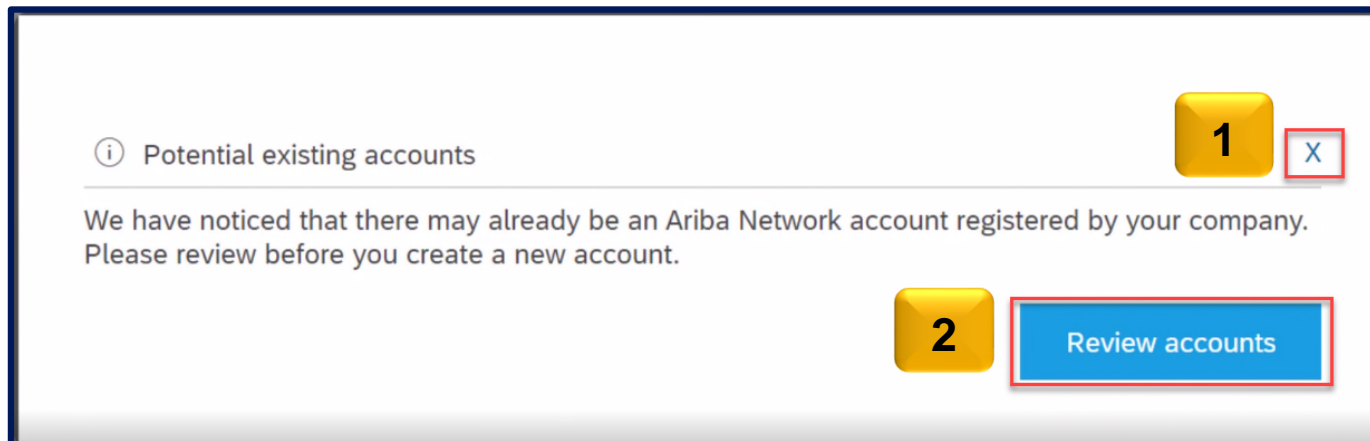 1
Potential existing accounts X
We have noticed that there may already be an Ariba Network account registered by your company.
Please review before you create a new account.
2
Review accounts